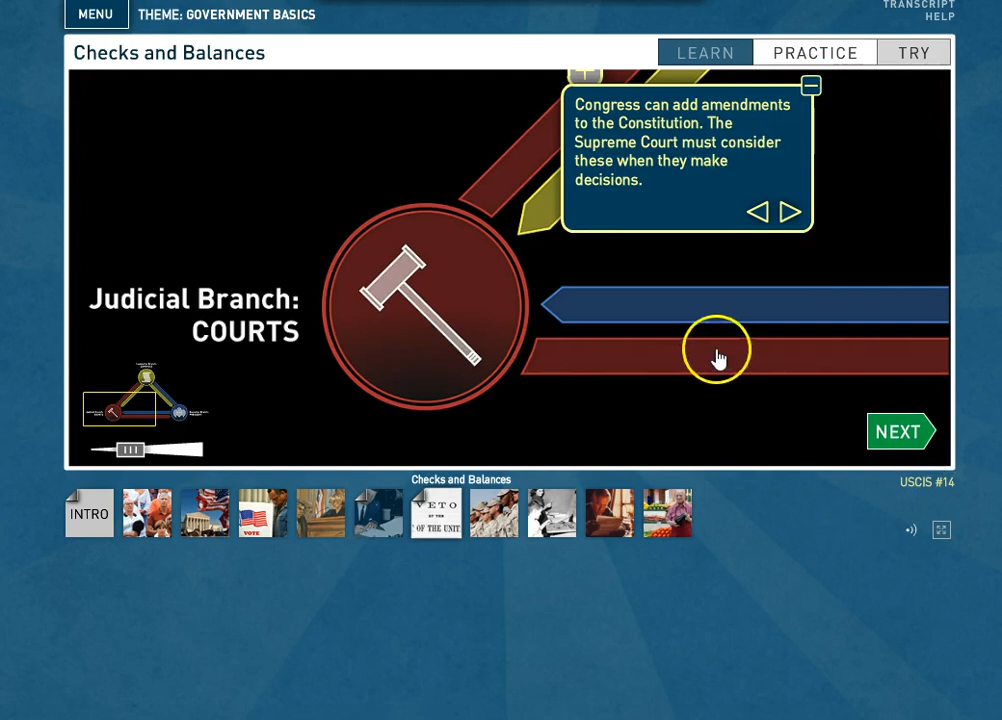 MENU
THEME: GOVERNMENT BASICS
TRANSCRIPT
HELP
Checks and Balances
LEARN
PRACTICE
TRY
Congress can add amendments
to the Constitution. The
Supreme Court must consider
these when they make
decisions.
Judicial Branch:
COURTS
NEXT
Checks and Balances
USCIS #14
INTRO
VOTE
VETO
OF THE UNIT